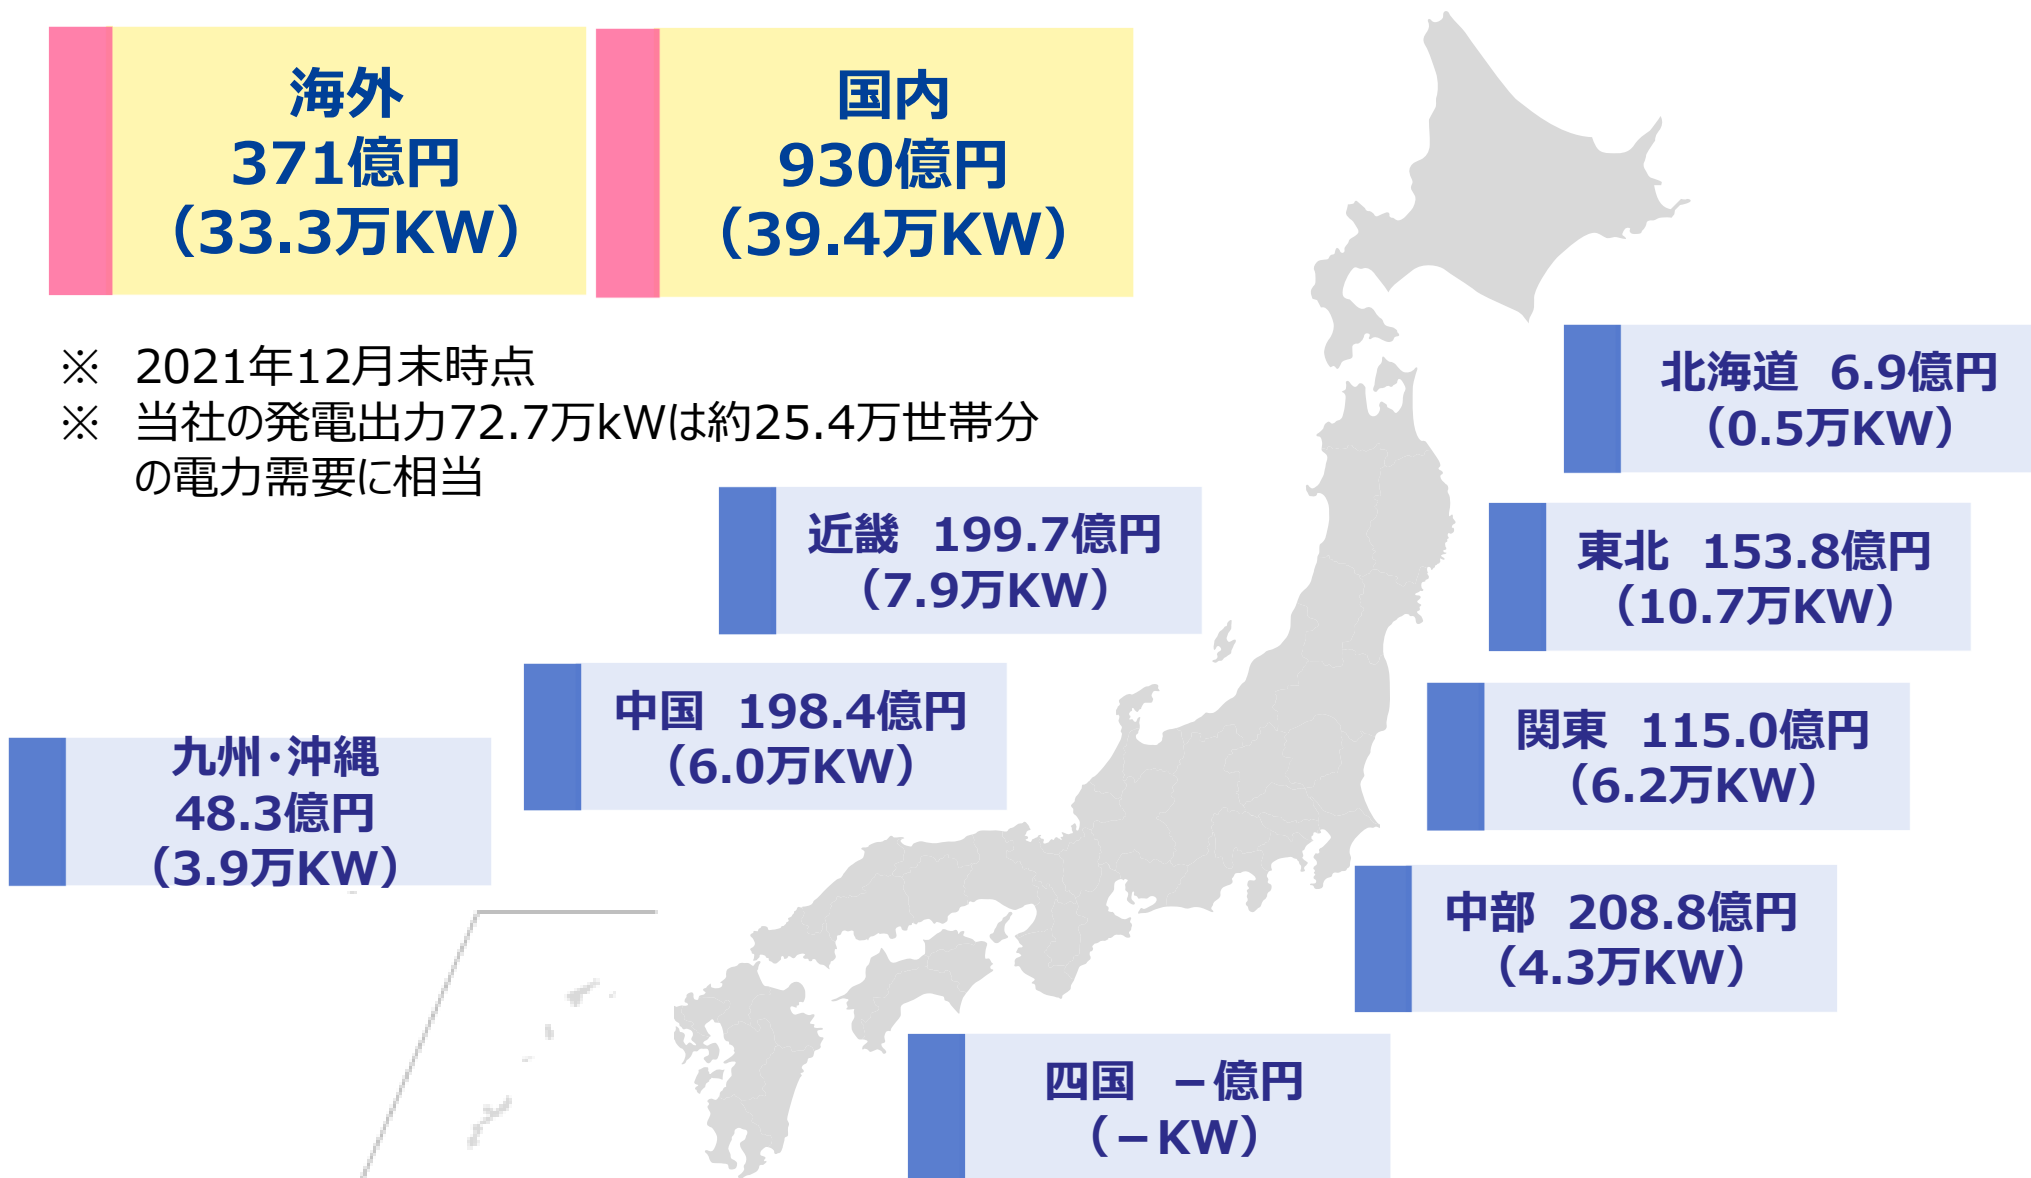 海外
371億円
（33.3万KW）
国内
930億円
（39.4万KW）
※ 2021年12月末時点
※ 当社の発電出力72.7万kWは約25.4万世帯分
の電力需要に相当
北海道 6.9億円
（0.5万KW）
近畿 199.7億円
（7.9万KW）
東北 153.8億円
（10.7万KW）
中国 198.4億円
（6.0万KW）
関東 115.0億円
（6.2万KW）
九州・沖縄
48.3億円
（3.9万KW）
中部 208.8億円
（4.3万KW）
四国 －億円
（－KW）